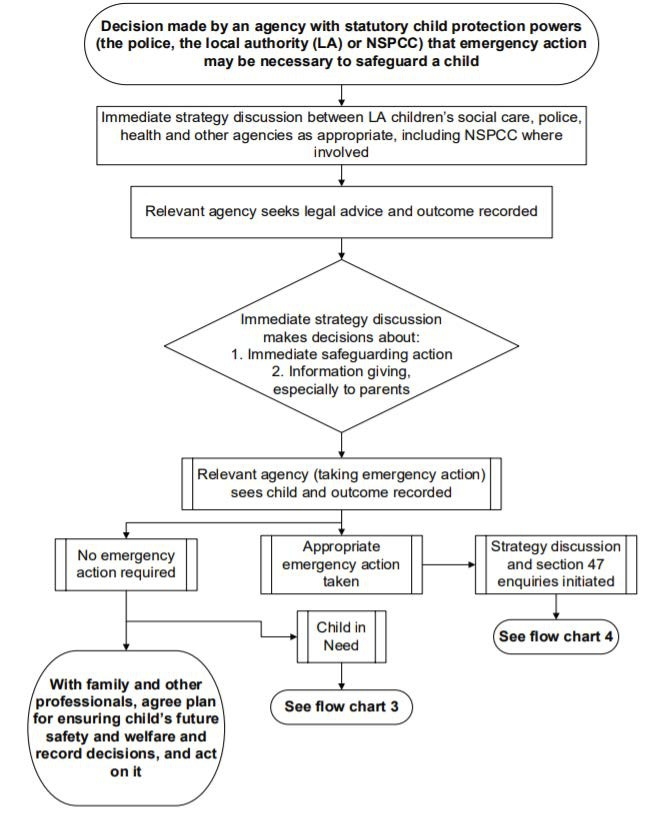 Decision made by an agency with statutory child protection powers
(the police, the local authority (LA) or NSPCC) that emergency action
may be necessary to safeguard a child
Immediate strategy discussion between LA children's social care, police,
health and other agencies as appropriate, including NSPCC where
involved
Relevant agency seeks legal advice and outcome recorded
Immediate strategy discussion
makes decisions about:
1. Immediate safeguarding action
2. Information giving,
especially to parents
Relevant agency (taking emergency action)
sees child and outcome recorded
No emergency
action required
Appropriate
emergency action
taken
Strategy discussion
and section 47
enquiries initiated
Child in
Need
See flow chart 4
With family and other
professionals, agree plan
for ensuring child's future
safety and welfare and
record decisions, and act
on it
See flow chart 3